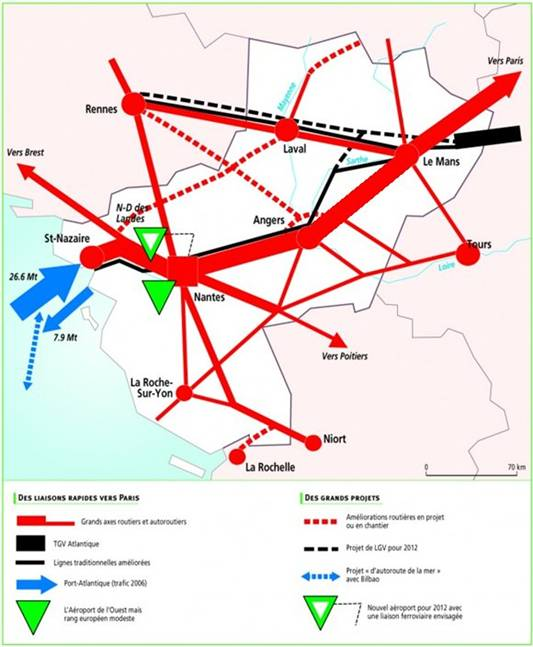 Vers Paris
Mayenne
Rennes
Laval
Vers Brest
Sarthe
Le Mans
N-D des
Landes
Angers
St-Nazaire
Tours
Loire
26.6 Mt
Nantes
7.9 Mt
Vers Poitiers
La Roche-
Sur-Yon
Niort
La Rochelle
0 70 km
DES LIAISONS RAPIDES VERS PARIS
Grands axes routiers et autoroutiers
TGV Atlantique
Lignes traditionnelles améliorées
Port-Atlantique (trafic 2006)
L'Aéroport de l'Ouest mais
rang européen modeste
DES GRANDS PROJETS
Améliorations routières en projet
ou en chantier
Projet de LGV pour 2012
Projet « d'autoroute de la mer »
avec Bilbao
Nouvel aéroport pour 2012 avec
une liaison ferroviaire envisagée